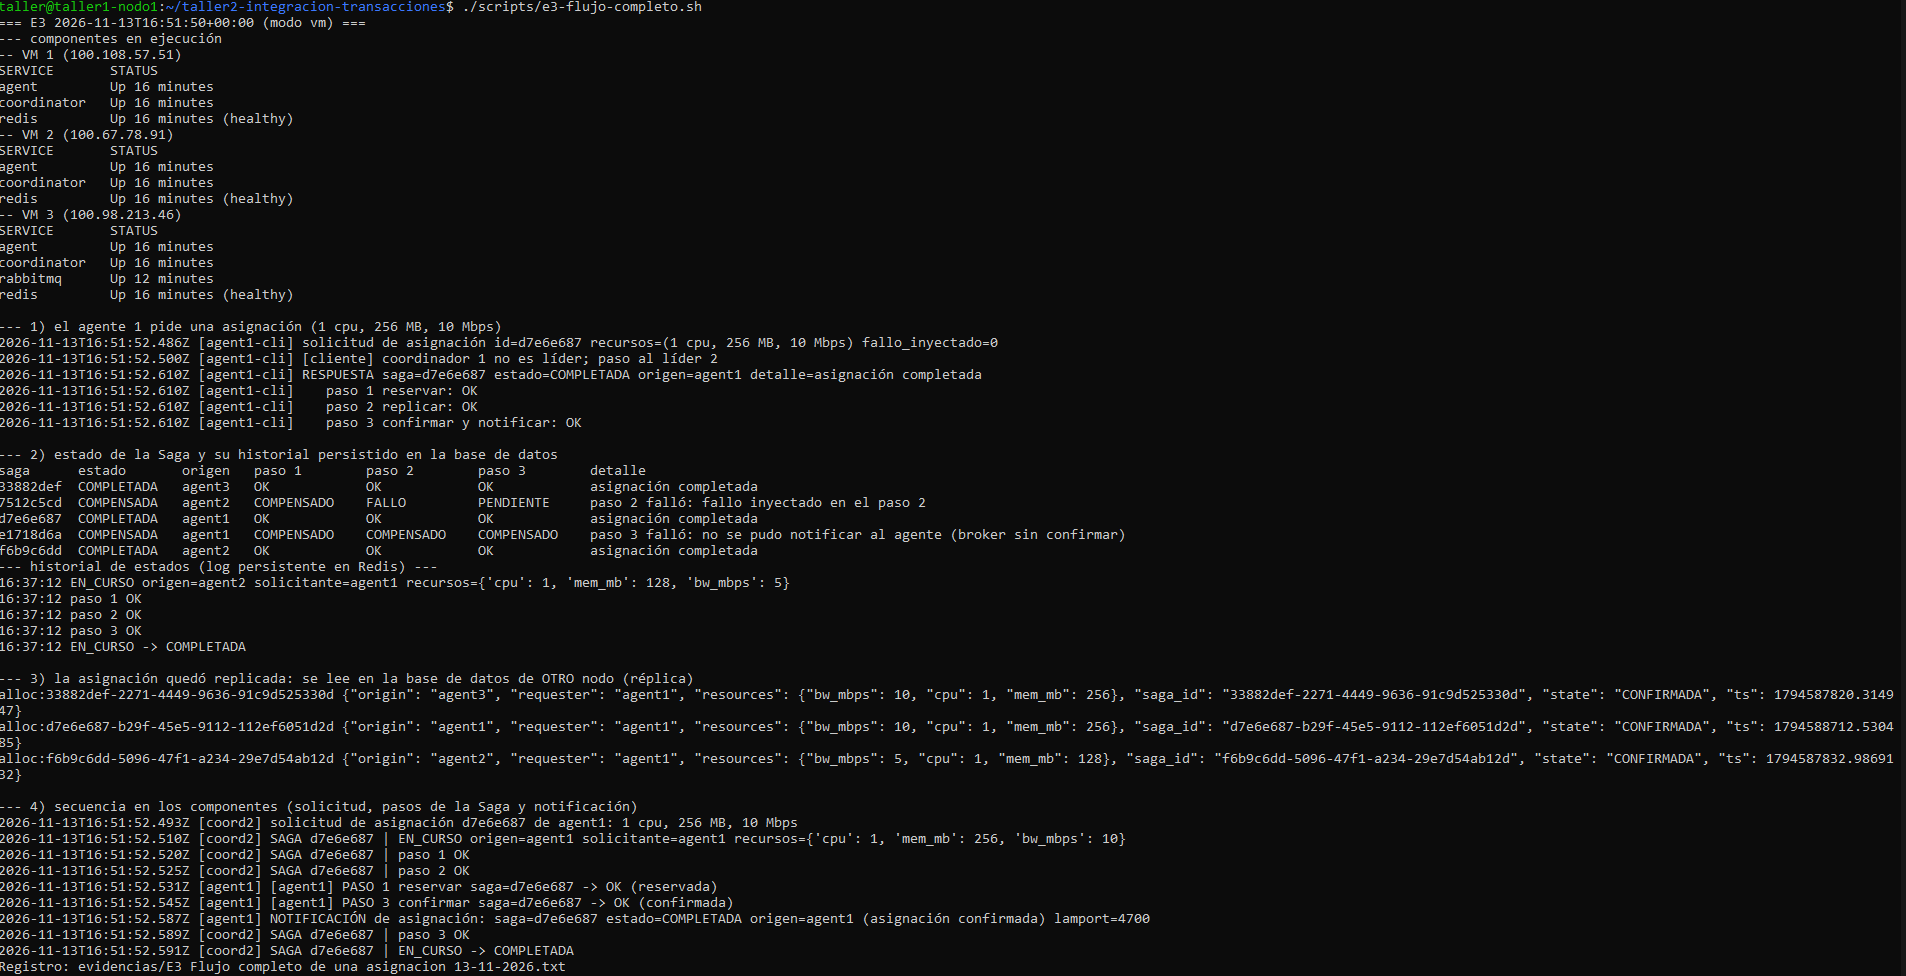 taller@taller1-nodo1:~/taller2-integracion-transacciones$ ./scripts/e3-flujo-completo.sh
=== E3 2026-11-13T16:51:50+00:00 (modo vm) ===
--- componentes en ejecución
-- VM 1 (100.108.57.51)
SERVICE       STATUS
agent         Up 16 minutes
coordinator   Up 16 minutes
redis         Up 16 minutes (healthy)
-- VM 2 (100.67.78.91)
SERVICE       STATUS
agent         Up 16 minutes
coordinator   Up 16 minutes
redis         Up 16 minutes (healthy)
-- VM 3 (100.98.213.46)
SERVICE       STATUS
agent         Up 16 minutes
coordinator   Up 16 minutes
rabbitmq      Up 12 minutes
redis         Up 16 minutes (healthy)
--- 1) el agente 1 pide una asignación (1 cpu, 256 MB, 10 Mbps)
2026-11-13T16:51:52.486Z [agent1-cli] solicitud de asignación id=d7e6e687 recursos=(1 cpu, 256 MB, 10 Mbps) fallo_inyectado=0
2026-11-13T16:51:52.500Z [agent1-cli] [cliente] coordinador 1 no es líder; paso al líder 2
2026-11-13T16:51:52.610Z [agent1-cli] RESPUESTA saga=d7e6e687 estado=COMPLETADA origen=agent1 detalle=asignación completada
2026-11-13T16:51:52.610Z [agent1-cli]    paso 1 reservar: OK
2026-11-13T16:51:52.610Z [agent1-cli]    paso 2 replicar: OK
2026-11-13T16:51:52.610Z [agent1-cli]    paso 3 confirmar y notificar: OK
--- 2) estado de la Saga y su historial persistido en la base de datos
saga      estado       origen   paso 1        paso 2        paso 3        detalle
33882def  COMPLETADA   agent3   OK            OK            OK            asignación completada
7512c5cd  COMPENSADA   agent2   COMPENSADO    FALLO         PENDIENTE     paso 2 falló: fallo inyectado en el paso 2
d7e6e687  COMPLETADA   agent1   OK            OK            OK            asignación completada
e1718d6a  COMPENSADA   agent1   COMPENSADO    COMPENSADO    COMPENSADO    paso 3 falló: no se pudo notificar al agente (broker sin confirmar)
f6b9c6dd  COMPLETADA   agent2   OK            OK            OK            asignación completada
--- historial de estados (log persistente en Redis) ---
16:37:12 EN_CURSO origen=agent2 solicitante=agent1 recursos={'cpu': 1, 'mem_mb': 128, 'bw_mbps': 5}
16:37:12 paso 1 OK
16:37:12 paso 2 OK
16:37:12 paso 3 OK
16:37:12 EN_CURSO -> COMPLETADA
--- 3) la asignación quedó replicada: se lee en la base de datos de OTRO nodo (réplica)
alloc:33882def-2271-4449-9636-91c9d525330d {"origin": "agent3", "requester": "agent1", "resources": {"bw_mbps": 10, "cpu": 1, "mem_mb": 256}, "saga_id": "33882def-2271-4449-9636-91c9d525330d", "state": "CONFIRMADA", "ts": 1794587820.3149
47}
alloc:d7e6e687-b29f-45e5-9112-112ef6051d2d {"origin": "agent1", "requester": "agent1", "resources": {"bw_mbps": 10, "cpu": 1, "mem_mb": 256}, "saga_id": "d7e6e687-b29f-45e5-9112-112ef6051d2d", "state": "CONFIRMADA", "ts": 1794588712.5304
85}
alloc:f6b9c6dd-5096-47f1-a234-29e7d54ab12d {"origin": "agent2", "requester": "agent1", "resources": {"bw_mbps": 5, "cpu": 1, "mem_mb": 128}, "saga_id": "f6b9c6dd-5096-47f1-a234-29e7d54ab12d", "state": "CONFIRMADA", "ts": 1794587832.98691
32}
--- 4) secuencia en los componentes (solicitud, pasos de la Saga y notificación)
2026-11-13T16:51:52.493Z [coord2] solicitud de asignación d7e6e687 de agent1: 1 cpu, 256 MB, 10 Mbps
2026-11-13T16:51:52.510Z [coord2] SAGA d7e6e687 | EN_CURSO origen=agent1 solicitante=agent1 recursos={'cpu': 1, 'mem_mb': 256, 'bw_mbps': 10}
2026-11-13T16:51:52.520Z [coord2] SAGA d7e6e687 | paso 1 OK
2026-11-13T16:51:52.525Z [coord2] SAGA d7e6e687 | paso 2 OK
2026-11-13T16:51:52.531Z [agent1] [agent1] PASO 1 reservar saga=d7e6e687 -> OK (reservada)
2026-11-13T16:51:52.545Z [agent1] [agent1] PASO 3 confirmar saga=d7e6e687 -> OK (confirmada)
2026-11-13T16:51:52.587Z [agent1] NOTIFICACIÓN de asignación: saga=d7e6e687 estado=COMPLETADA origen=agent1 (asignación confirmada) lamport=4700
2026-11-13T16:51:52.589Z [coord2] SAGA d7e6e687 | paso 3 OK
2026-11-13T16:51:52.591Z [coord2] SAGA d7e6e687 | EN_CURSO -> COMPLETADA
Registro: evidencias/E3 Flujo completo de una asignacion 13-11-2026.txt